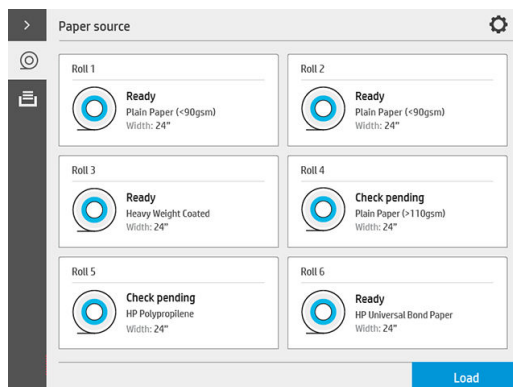 Paper source
Roll 1
Ready
Plain Paper (<90gsm)
Width: 24"
Roll 2
Ready
Plain Paper (<90gsm)
Width: 24"
Roll 3
Ready
Heavy Weight Coated
Width: 24"
Roll 4
Check pending
Plain Paper (>110gsm)
Width: 24"
Roll 5
Check pending
HP Polypropilene
Width: 24"
Roll 6
Ready
HP Universal Bond Paper
Width: 24"
Load